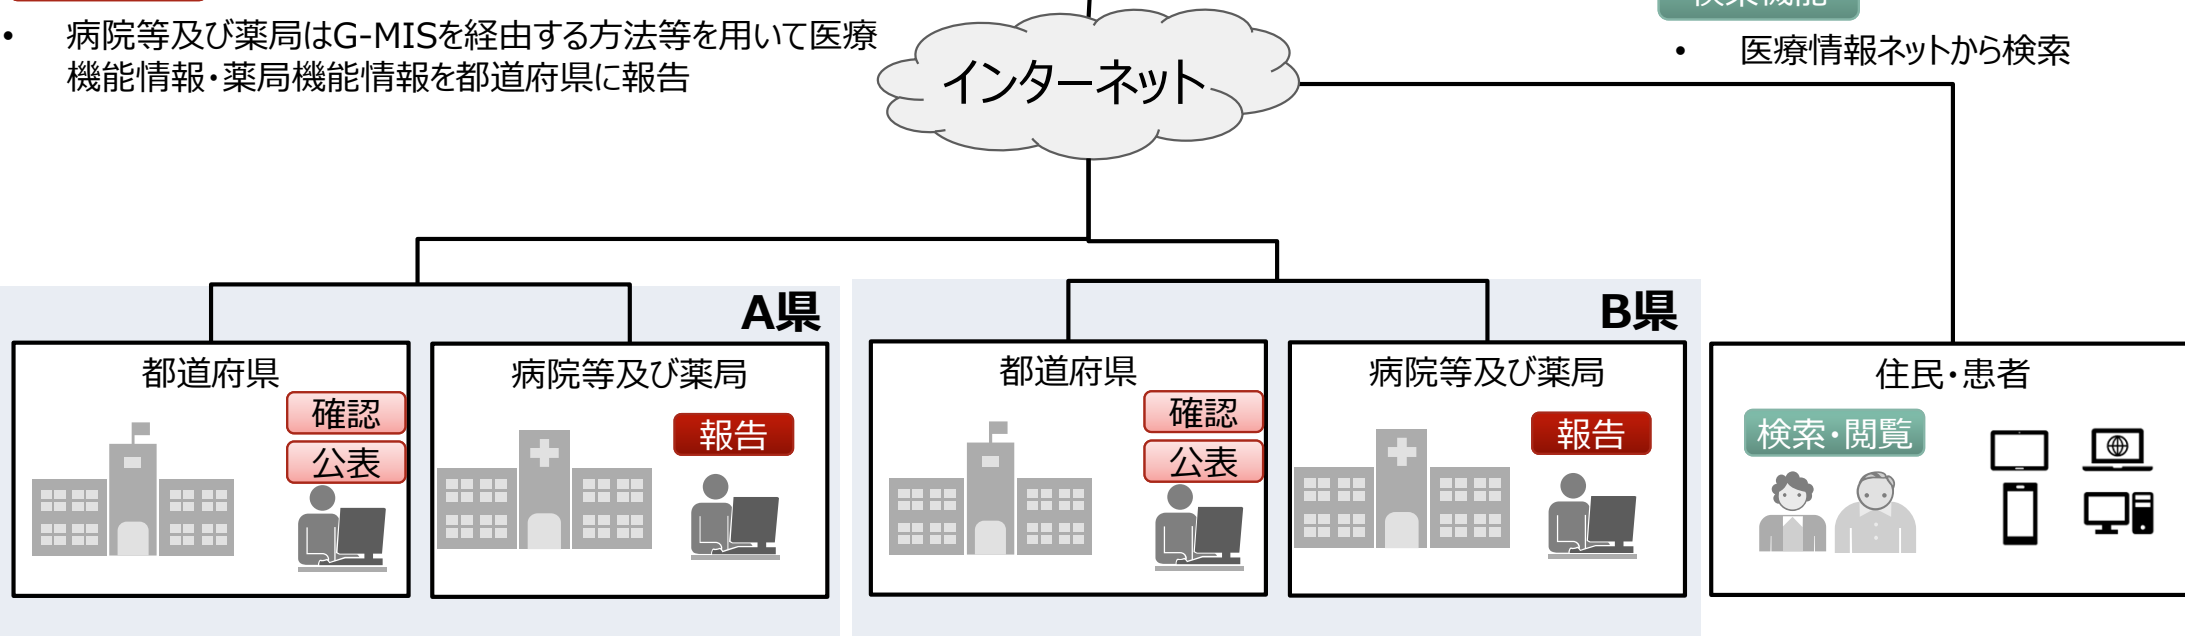 • 病院等及び薬局はG-MISを経由する方法等を用いて医療
機能情報・薬局機能情報を都道府県に報告
インターネット
検索機能
• 医療情報ネットから検索
A県
都道府県
確認
公表
病院等及び薬局
報告
B県
都道府県
確認
公表
病院等及び薬局
報告
住民・患者
検索・閲覧